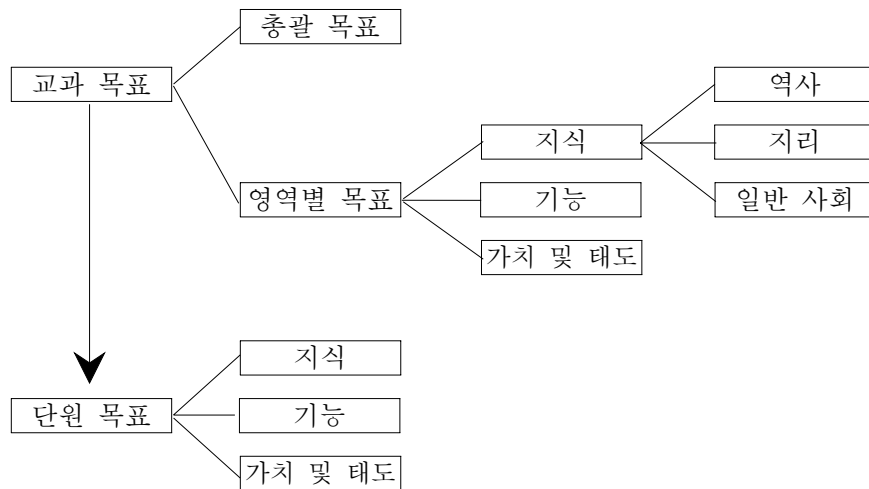 총괄 목표
교과 목표
역사
지식
지리
영역별 목표
기능
일반 사회
가치 및 태도
지식
단원 목표
기능
가치 및 태도